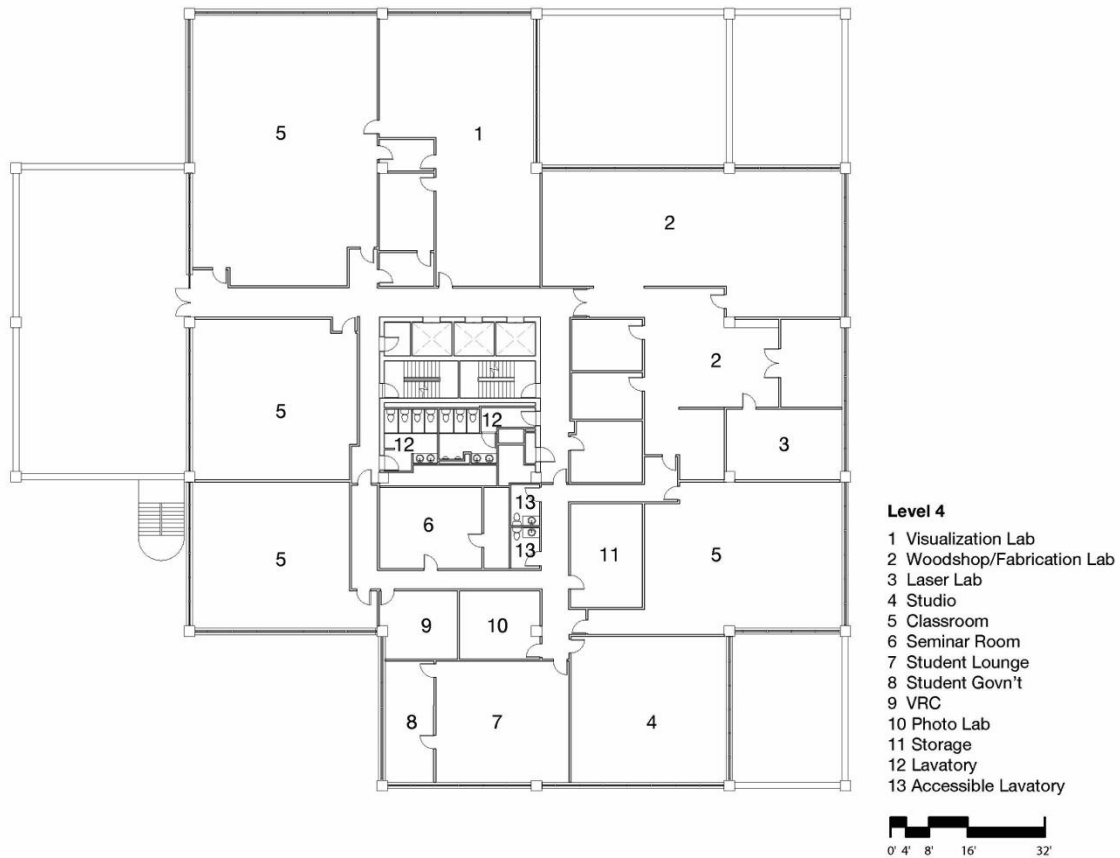 5
1
2
2
5
12
12
3
13
6
13
11
5
5
9
10
8
7
4
Level 4
1 Visualization Lab
2 Woodshop/Fabrication Lab
3 Laser Lab
4 Studio
5 Classroom
6 Seminar Room
7 Student Lounge
8 Student Govn't
9 VRC
10 Photo Lab
11 Storage
12 Lavatory
13 Accessible Lavatory
0' 4' 8' 16' 32'